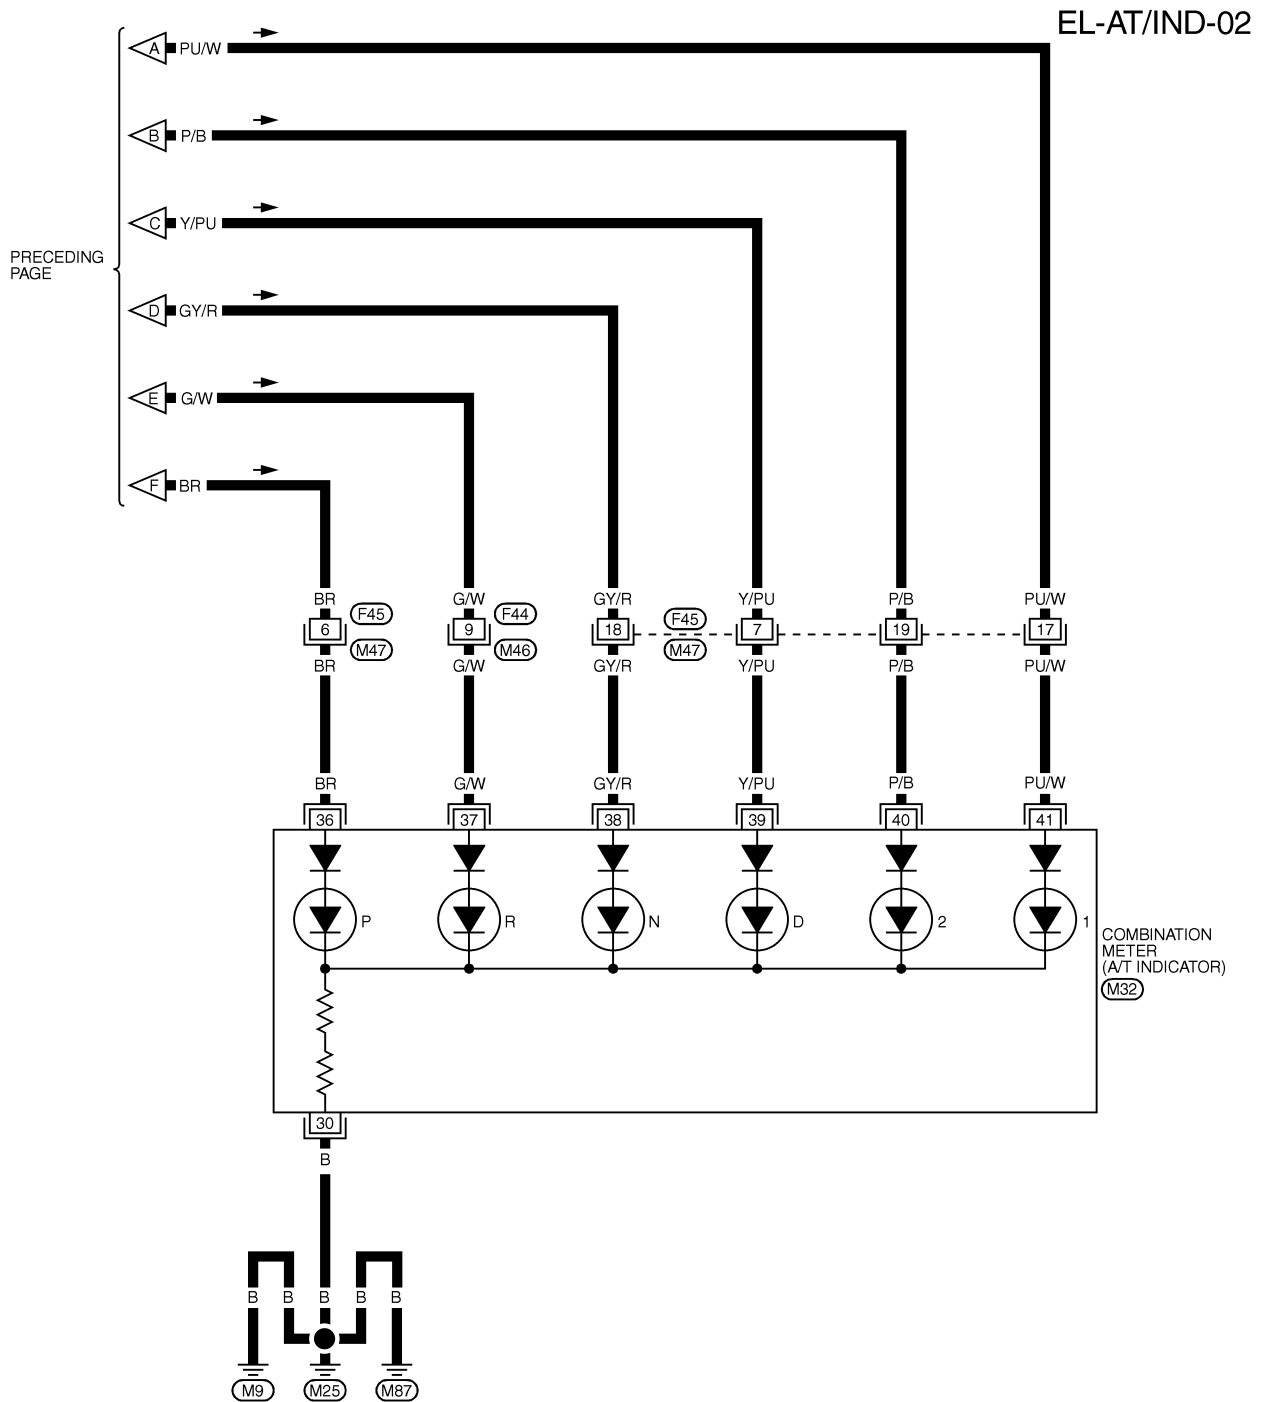 EL-AT/IND-02
A PU/W
B P/B
C Y/PU
PRECEDING
PAGE
D GY/R
E G/W
F BR
BR G/W GY/R Y/PU P/B PU/W
F45 F44 F45
6 9 18 7 19 17
M47 M46 M47
BR G/W GY/R Y/PU P/B PU/W
BR G/W GY/R Y/PU P/B PU/W
36 37 38 39 40 41
P R N D 2 1
COMBINATION
METER
(A/T INDICATOR)
M32
30
B
B B B B B
M9 M25 M87